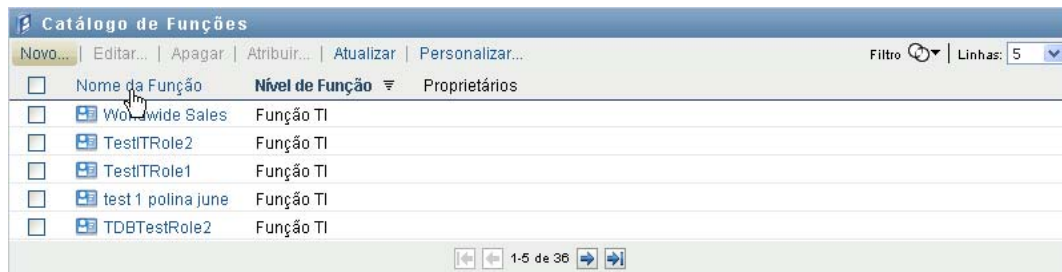 Catálogo de Funções
Novo... | Editar... | Apagar | Atribuir... | Atualizar | Personalizar... Filtro | Linhas: 5
Nome da Função Nível de Função Proprietários
Worldwide Sales Função TI
TestITRole2 Função TI
TestITRole1 Função TI
test 1 polina june Função TI
TDBTestRole2 Função TI
1-5 de 36